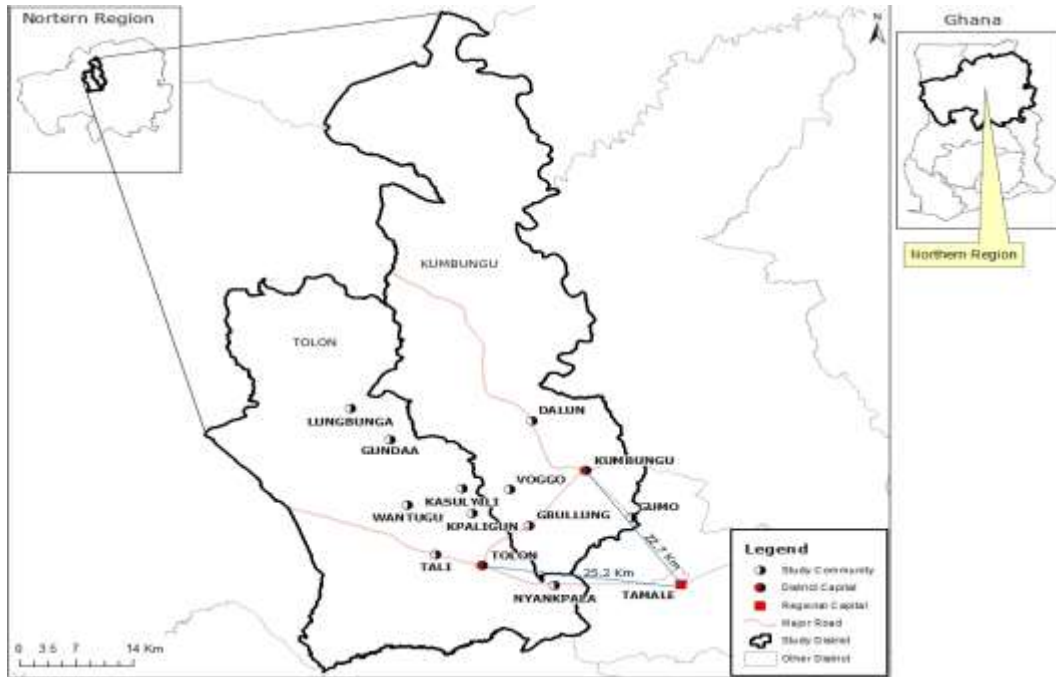 Nortern Region
N
Ghana
KUMBUNGU
Northern Region
TOLON
LUNGBUNGA
DALUN
GUNDAA
KUMBUNGU
VOGGO
KASULYILI
WANTUGU
GBULLUNG
GUMO
KPALIGUN
22.7 Km
TALI
TOLON
25.2 Km
NYANKPALA
TAMALE
Legend
Study Community
District Capital
Regional Capital
Major Road
Study District
Other District
0 3.5 7 14 Km